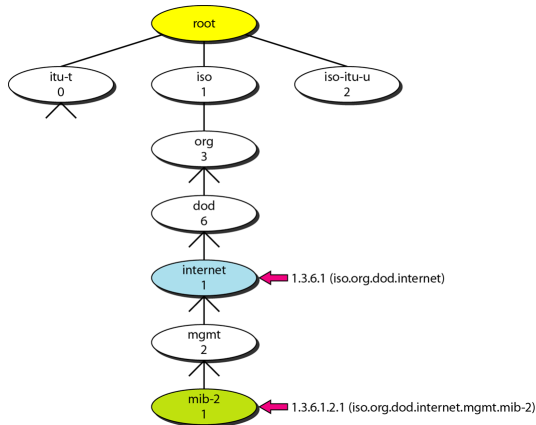 root
itu-t
0
iso
1
iso-itu-u
2
org
3
dod
6
internet
1
1.3.6.1 (iso.org.dod.internet)
mgmt
2
mib-2
1
1.3.6.1.2.1 (iso.org.dod.internet.mgmt.mib-2)